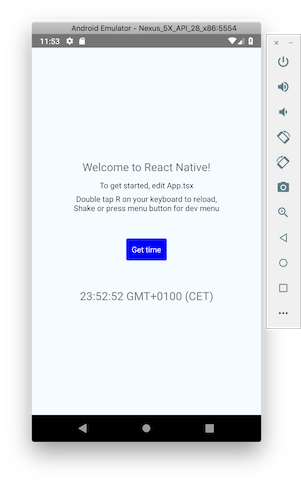 Android Emulator - Nexus_5X_API_28_x86:5554
11:53
Welcome to React Native!
To get started, edit App.tsx
Double tap R on your keyboard to reload,
Shake or press menu button for dev menu
Get time
23:52:52 GMT+0100 (CET)